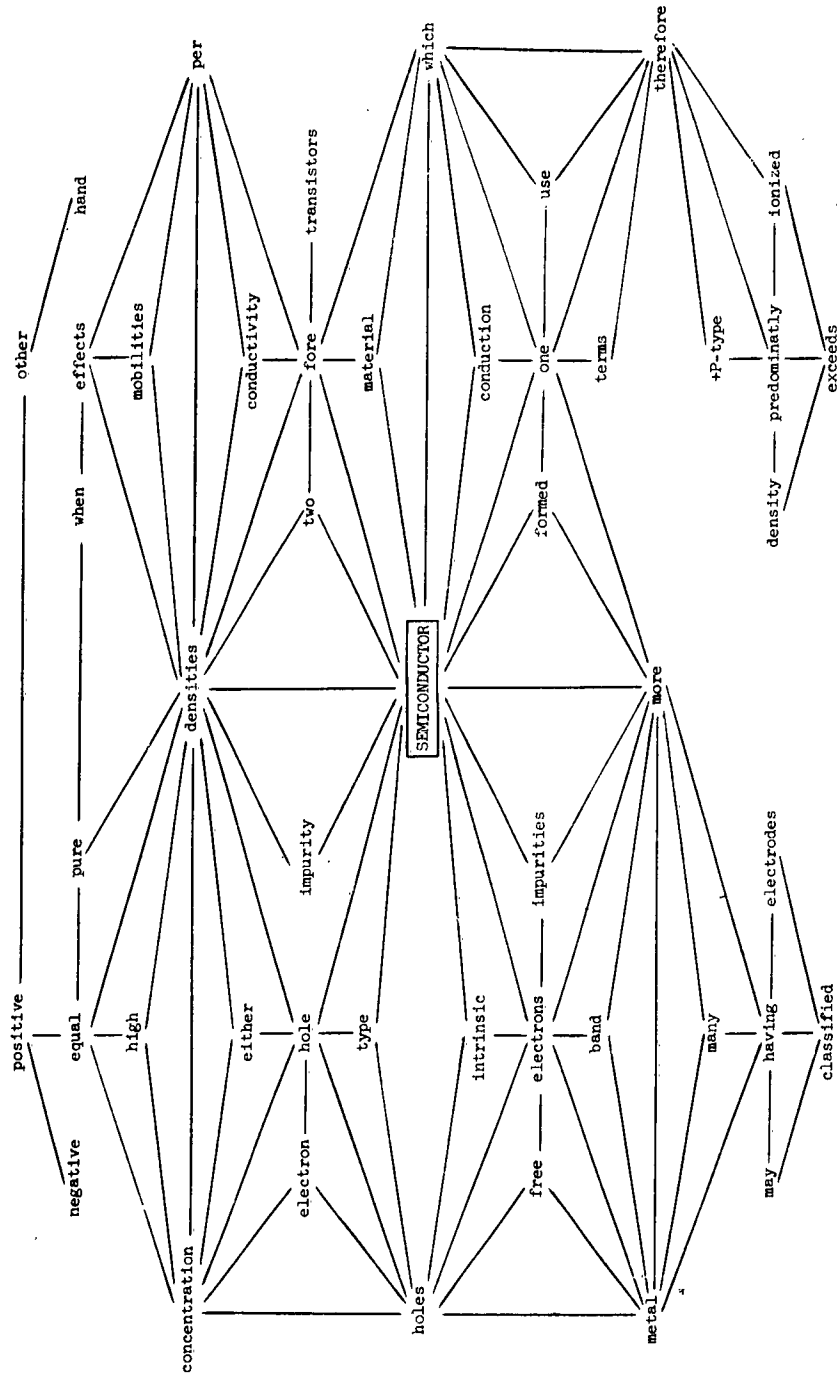 positive other
negative equal pure when effects hand
high mobilities
concentration densities per
either conductivity
electron hole impurity two fore transistors
type material
holes SEMICONDUCTOR which
intrinsic conduction
free electrons impurities formed one use
band terms
metal more therefore
many +P-type
may having electrodes density predominatly ionized
classified exceeds